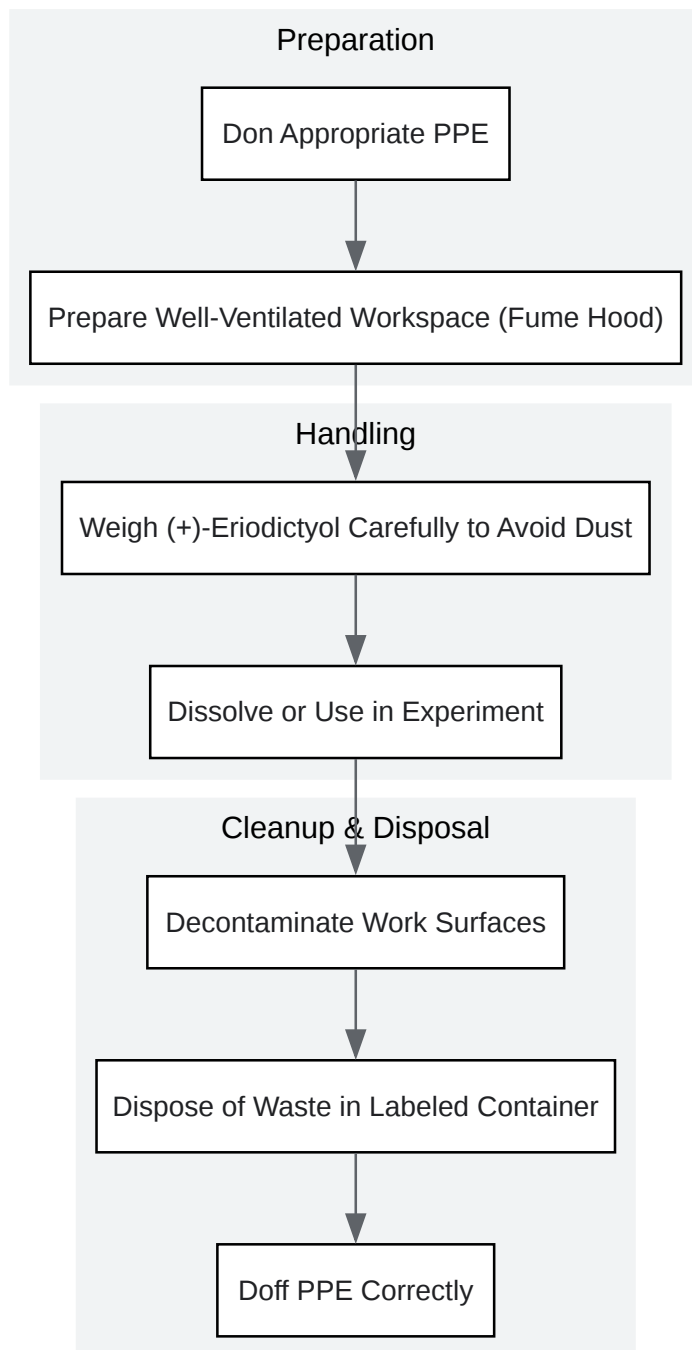 Preparation
Don Appropriate PPE
Prepare Well-Ventilated Workspace (Fume Hood)
Handling
Weigh (+)-Eriodictyol Carefully to Avoid Dust
Dissolve or Use in Experiment
Cleanup & Disposal
Decontaminate Work Surfaces
Dispose of Waste in Labeled Container
Doff PPE Correctly